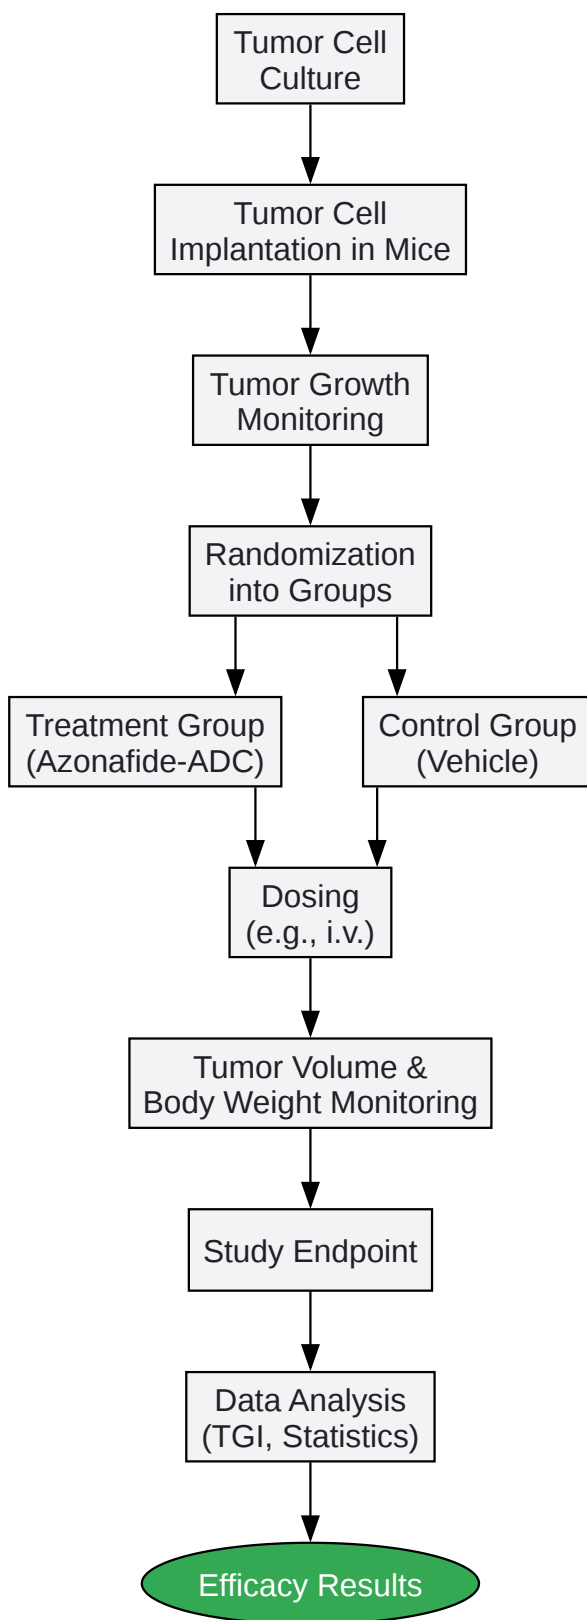 Tumor Cell
Culture
Tumor Cell
Implantation in Mice
Tumor Growth
Monitoring
Randomization
into Groups
Treatment Group
(Azonafide-ADC)
Control Group
(Vehicle)
Dosing
(e.g., i.v.)
Tumor Volume &
Body Weight Monitoring
Study Endpoint
Data Analysis
(TGI, Statistics)
Efficacy Results